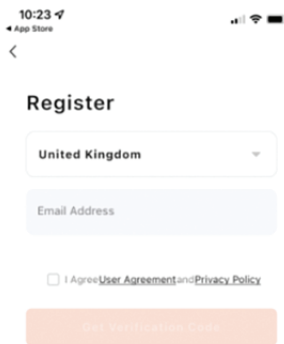 10:23
App Store
Register
United Kingdom
Email Address
I Agree User Agreement and Privacy Policy
Get Verification Code